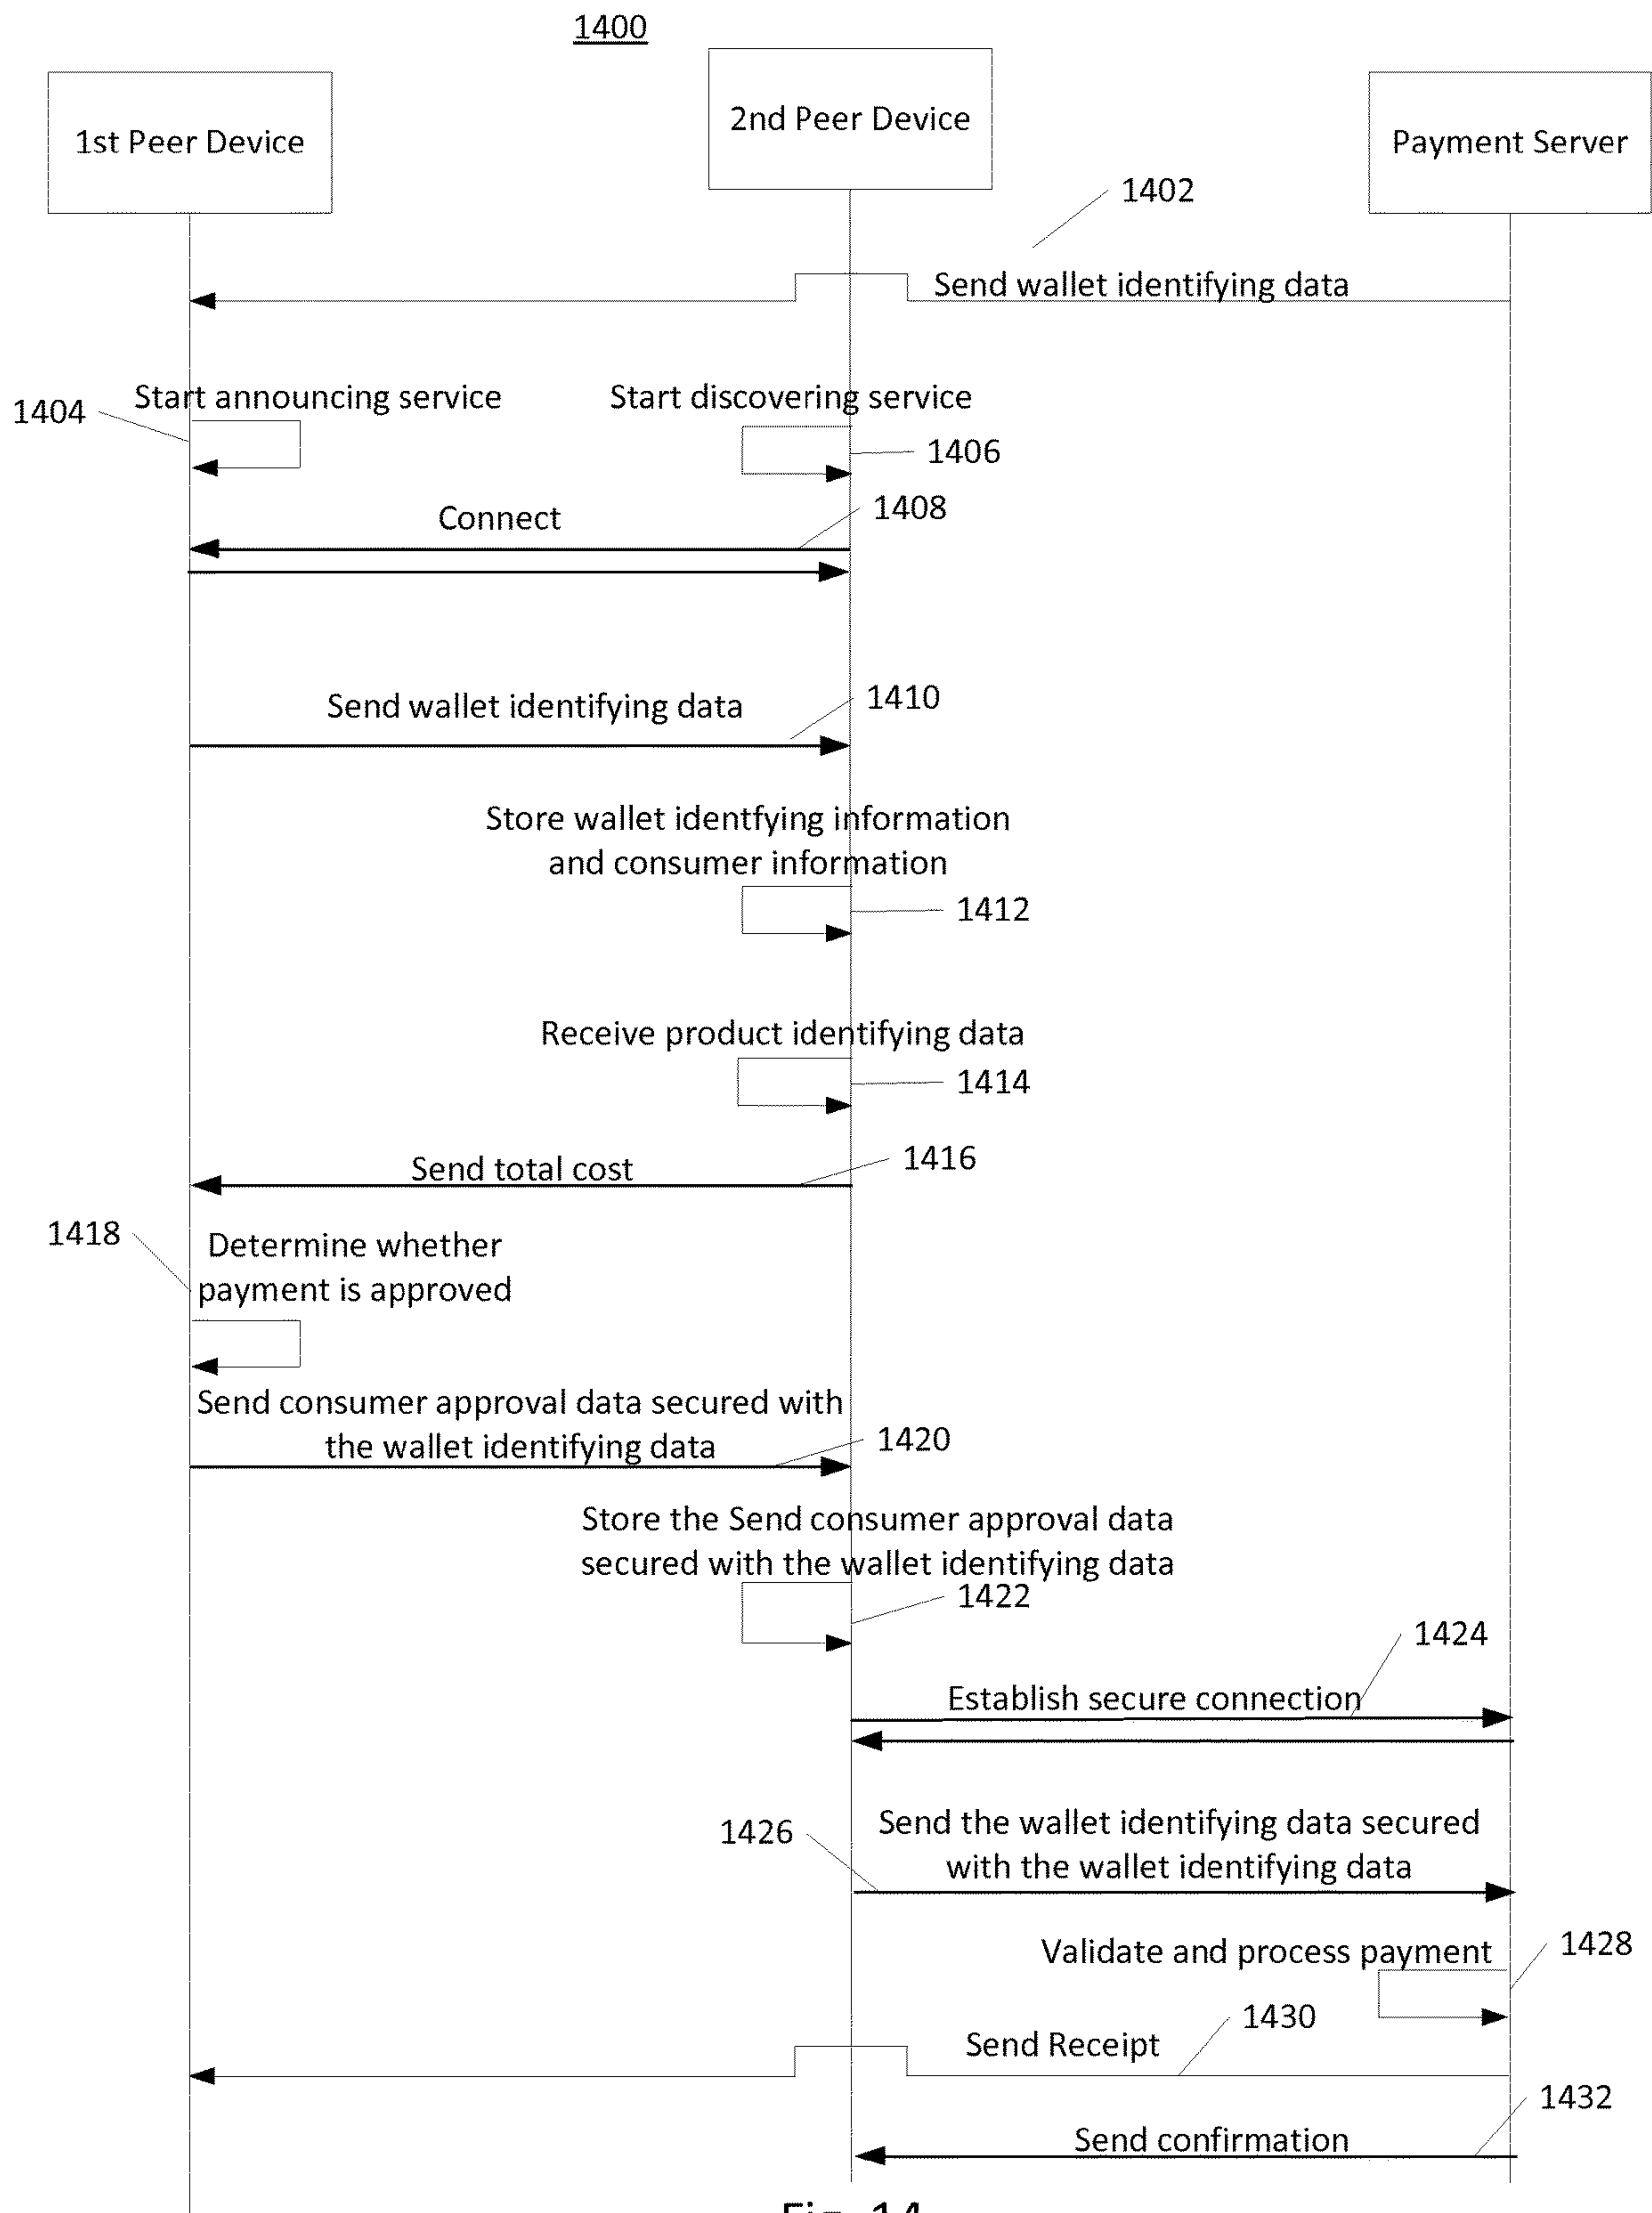 1400
1st Peer Device
2nd Peer Device
Payment Server
1402
Send wallet identifying data
Start announcing service
Start discovering service
1404
1406
1408
Connect
1410
Send wallet identifying data
Store wallet identfying information
and consumer information
1412
Receive product identifying data
1414
1416
Send total cost
1418
Determine whether
payment is approved
Send consumer approval data secured with
the wallet identifying data
1420
Store the Send consumer approval data
secured with the wallet identifying data
1422
1424
Establish secure connection
1426
Send the wallet identifying data secured
with the wallet identifying data
Validate and process payment
1428
1430
Send Receipt
1432
Send confirmation
Fig. 14